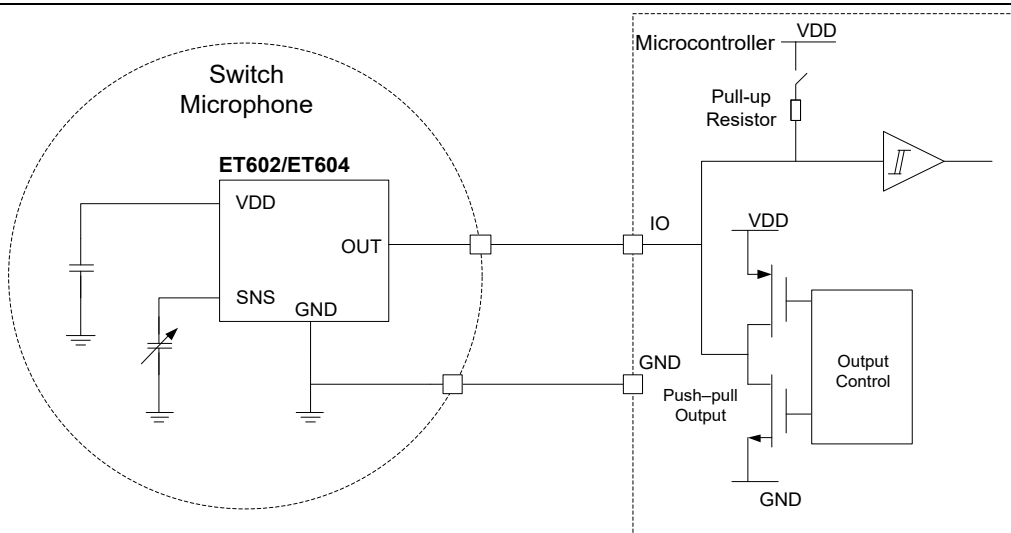 Switch
Microphone
ET602/ET604
VDD
OUT
SNS
GND
Microcontroller
VDD
Pull-up
Resistor
IO
VDD
GND
Push–pull
Output
Output
Control
GND